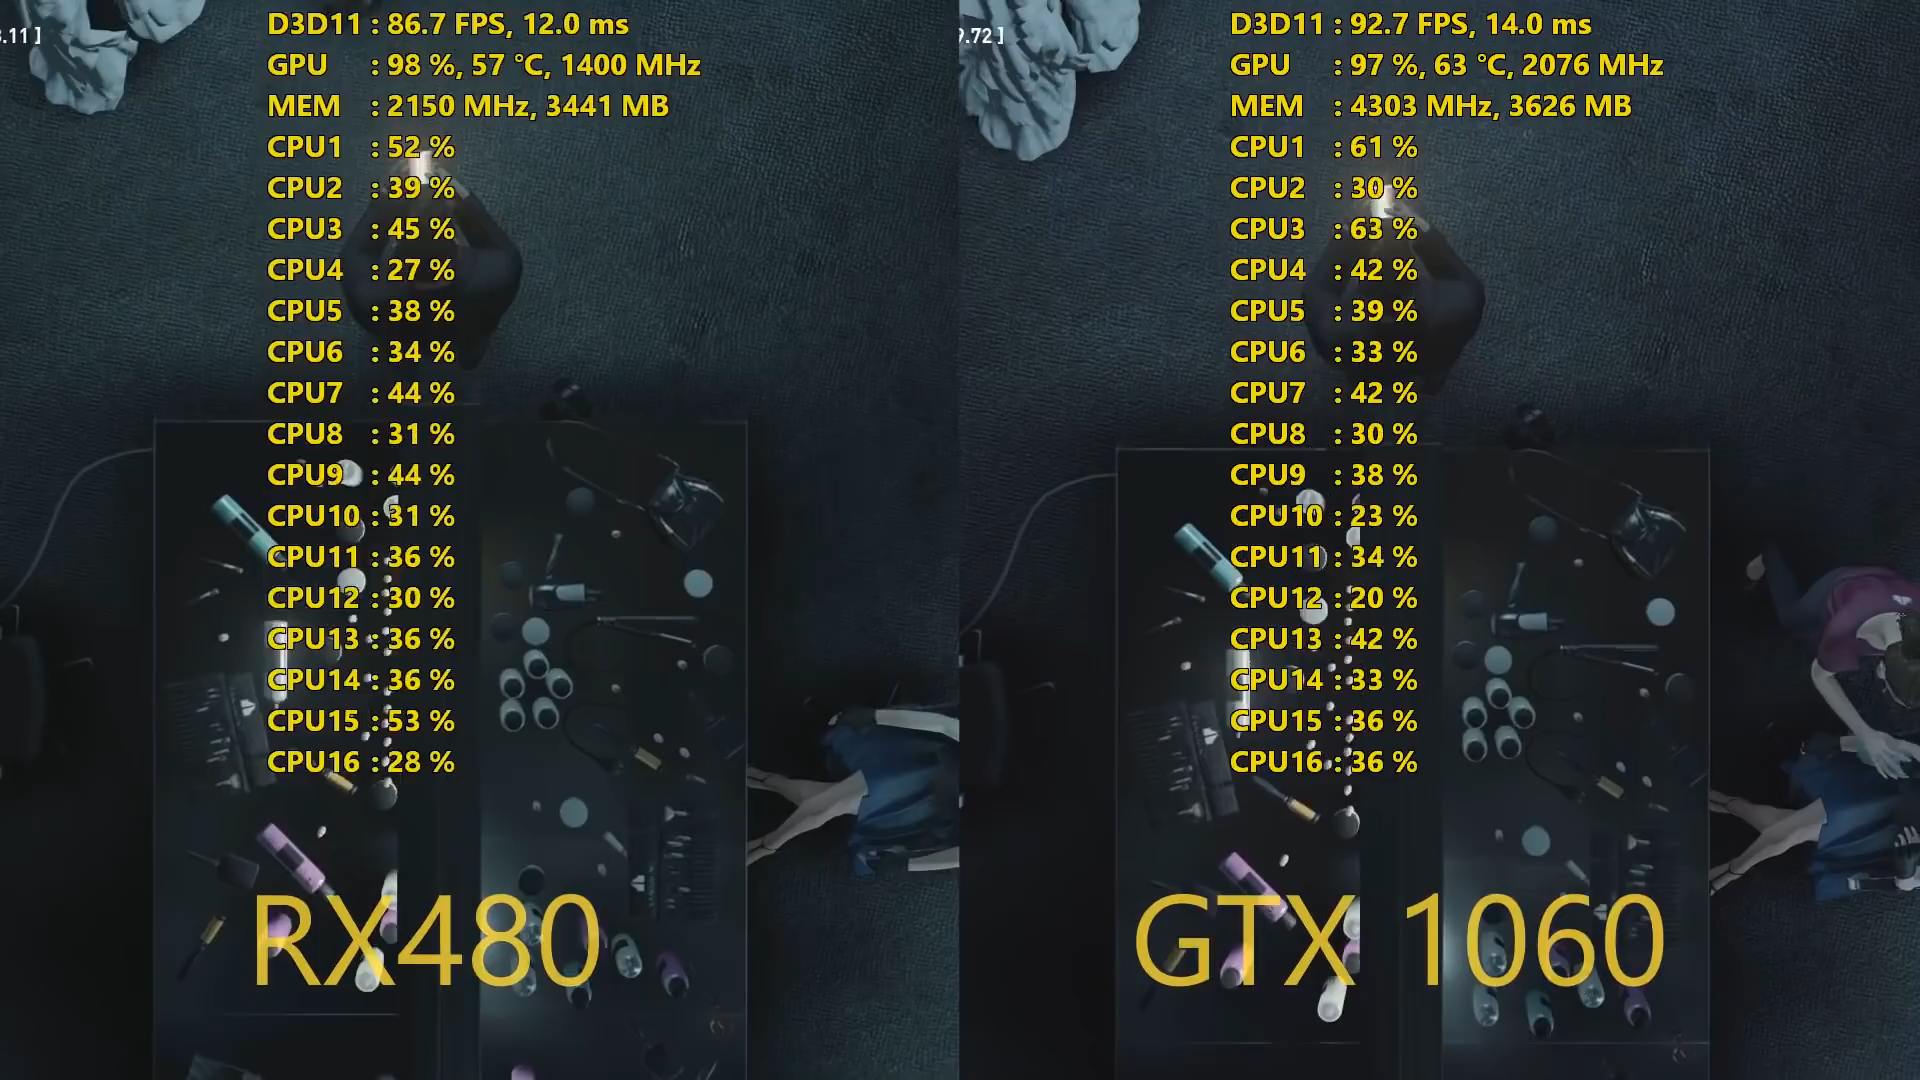 3.11 ]
D3D11 : 86.7 FPS, 12.0 ms
GPU : 98 %, 57 °C, 1400 MHz
MEM : 2150 MHz, 3441 MB
CPU1 : 52 %
CPU2 : 39 %
CPU3 : 45 %
CPU4 : 27 %
CPU5 : 38 %
CPU6 : 34 %
CPU7 : 44 %
CPU8 : 31 %
CPU9 : 44 %
CPU10 : 31 %
CPU11 : 36 %
CPU12 : 30 %
CPU13 : 36 %
CPU14 : 36 %
CPU15 : 53 %
CPU16 : 28 %
RX480
9.72 ]
D3D11 : 92.7 FPS, 14.0 ms
GPU : 97 %, 63 °C, 2076 MHz
MEM : 4303 MHz, 3626 MB
CPU1 : 61 %
CPU2 : 30 %
CPU3 : 63 %
CPU4 : 42 %
CPU5 : 39 %
CPU6 : 33 %
CPU7 : 42 %
CPU8 : 30 %
CPU9 : 38 %
CPU10 : 23 %
CPU11 : 34 %
CPU12 : 20 %
CPU13 : 42 %
CPU14 : 33 %
CPU15 : 36 %
CPU16 : 36 %
GTX 1060